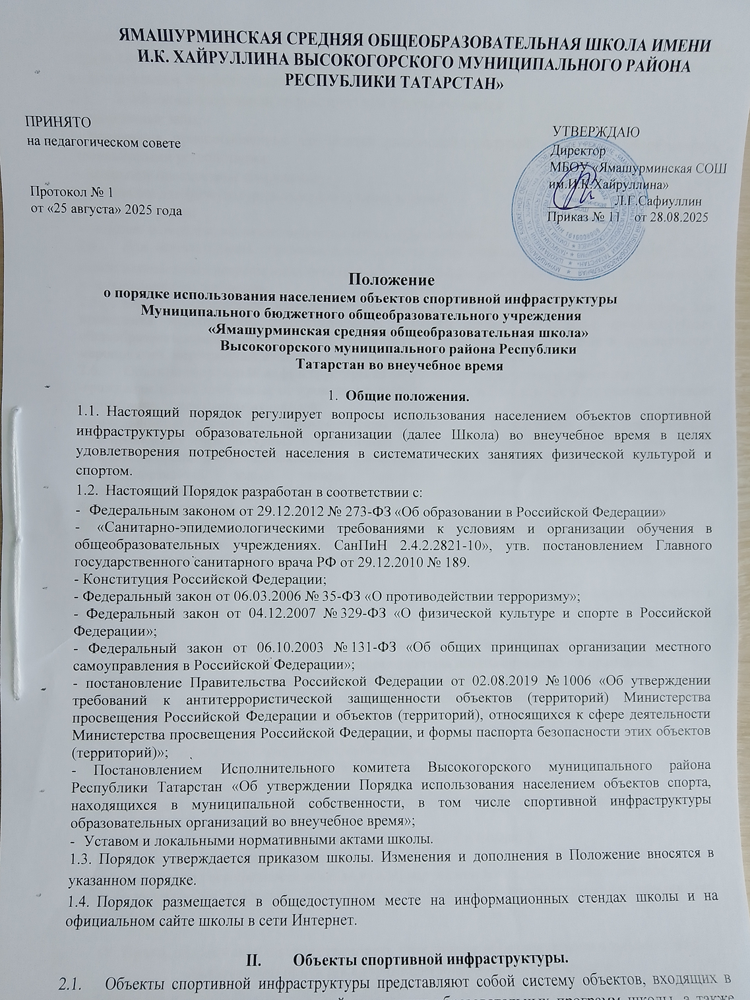 ЯМАШУРМИНСКАЯ СРЕДНЯЯ ОБЩЕОБРАЗОВАТЕЛЬНАЯ ШКОЛА ИМЕНИ
И.К. ХАЙРУЛЛИНА ВЫСОКОГОРСКОГО МУНИЦИПАЛЬНОГО РАЙОНА
РЕСПУБЛИКИ ТАТАРСТАН»
ПРИНЯТО
на педагогическом совете
Протокол № 1
от «25 августа» 2025 года
УТВЕРЖДАЮ
Директор
МБОУ «Ямашурминская СОШ
им.И.К.Хайруллина»
Л.Г.Сафиуллин
Приказ № 11 от 28.08.2025
Положение
о порядке использования населением объектов спортивной инфраструктуры
Муниципального бюджетного общеобразовательного учреждения
«Ямашурминская средняя общеобразовательная школа»
Высокогорского муниципального района Республики
Татарстан во внеучебное время
1. Общие положения.
1.1. Настоящий порядок регулирует вопросы использования населением объектов спортивной
инфраструктуры образовательной организации (далее Школа) во внеучебное время в целях
удовлетворения потребностей населения в систематических занятиях физической культурой и
спортом.
1.2. Настоящий Порядок разработан в соответствии с:
- Федеральным законом от 29.12.2012 № 273-ФЗ «Об образовании в Российской Федерации»
- «Санитарно-эпидемиологическими требованиями к условиям и организации обучения в
общеобразовательных учреждениях. СанПиН 2.4.2.2821-10», утв. постановлением Главного
государственного санитарного врача РФ от 29.12.2010 № 189.
- Конституция Российской Федерации;
- Федеральный закон от 06.03.2006 № 35-ФЗ «О противодействии терроризму»;
- Федеральный закон от 04.12.2007 № 329-ФЗ «О физической культуре и спорте в Российской
Федерации»;
- Федеральный закон от 06.10.2003 № 131-ФЗ «Об общих принципах организации местного
самоуправления в Российской Федерации»;
- постановление Правительства Российской Федерации от 02.08.2019 № 1006 «Об утверждении
требований к антитеррористической защищенности объектов (территорий) Министерства
просвещения Российской Федерации и объектов (территорий), относящихся к сфере деятельности
Министерства просвещения Российской Федерации, и формы паспорта безопасности этих объектов
(территорий)»;
- Постановлением Исполнительного комитета Высокогорского муниципального района
Республики Татарстан «Об утверждении Порядка использования населением объектов спорта,
находящихся в муниципальной собственности, в том числе спортивной инфраструктуры
образовательных организаций во внеучебное время»;
- Уставом и локальными нормативными актами школы.
1.3. Порядок утверждается приказом школы. Изменения и дополнения в Положение вносятся в
указанном порядке.
1.4. Порядок размещается в общедоступном месте на информационных стендах школы и на
официальном сайте школы в сети Интернет.
II. Объекты спортивной инфраструктуры.
2.1. Объекты спортивной инфраструктуры представляют собой систему объектов, входящих в